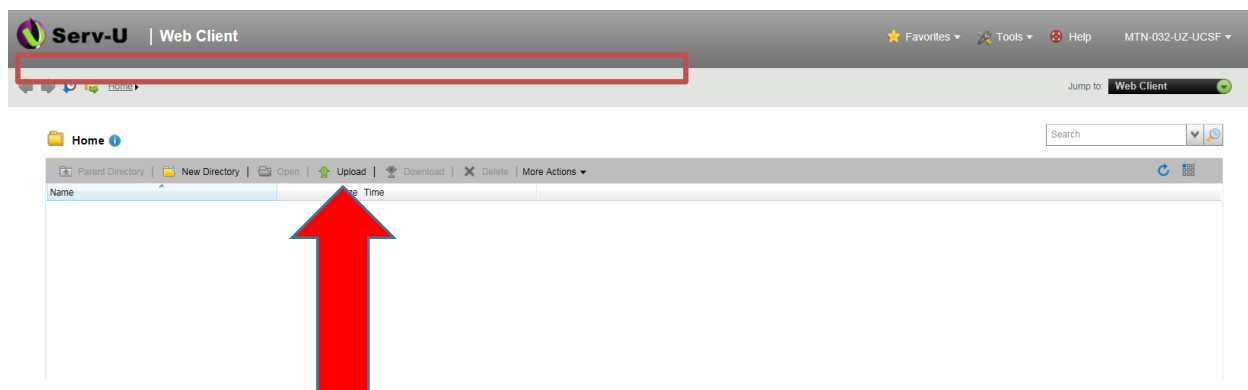 Serv-U | Web Client
Favorites Tools Help MTN-032-UZ-UCSF
Home Jump to: Web Client
Home Search
Parent Directory | New Directory | Open | Upload | Download | Delete | More Actions
Name Time